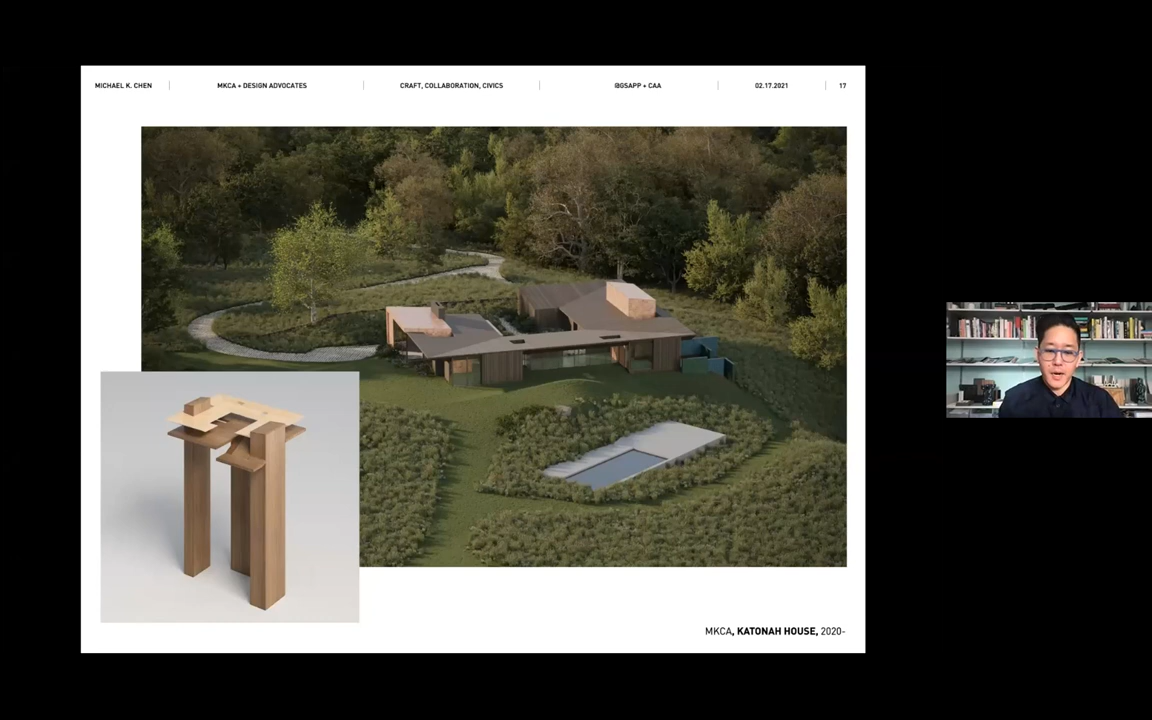 MICHAEL K. CHEN
MKCA + DESIGN ADVOCATES
CRAFT, COLLABORATION, CIVICS
@GSAPP + CAA
02.17.2021
17
MKCA, KATONAH HOUSE, 2020-